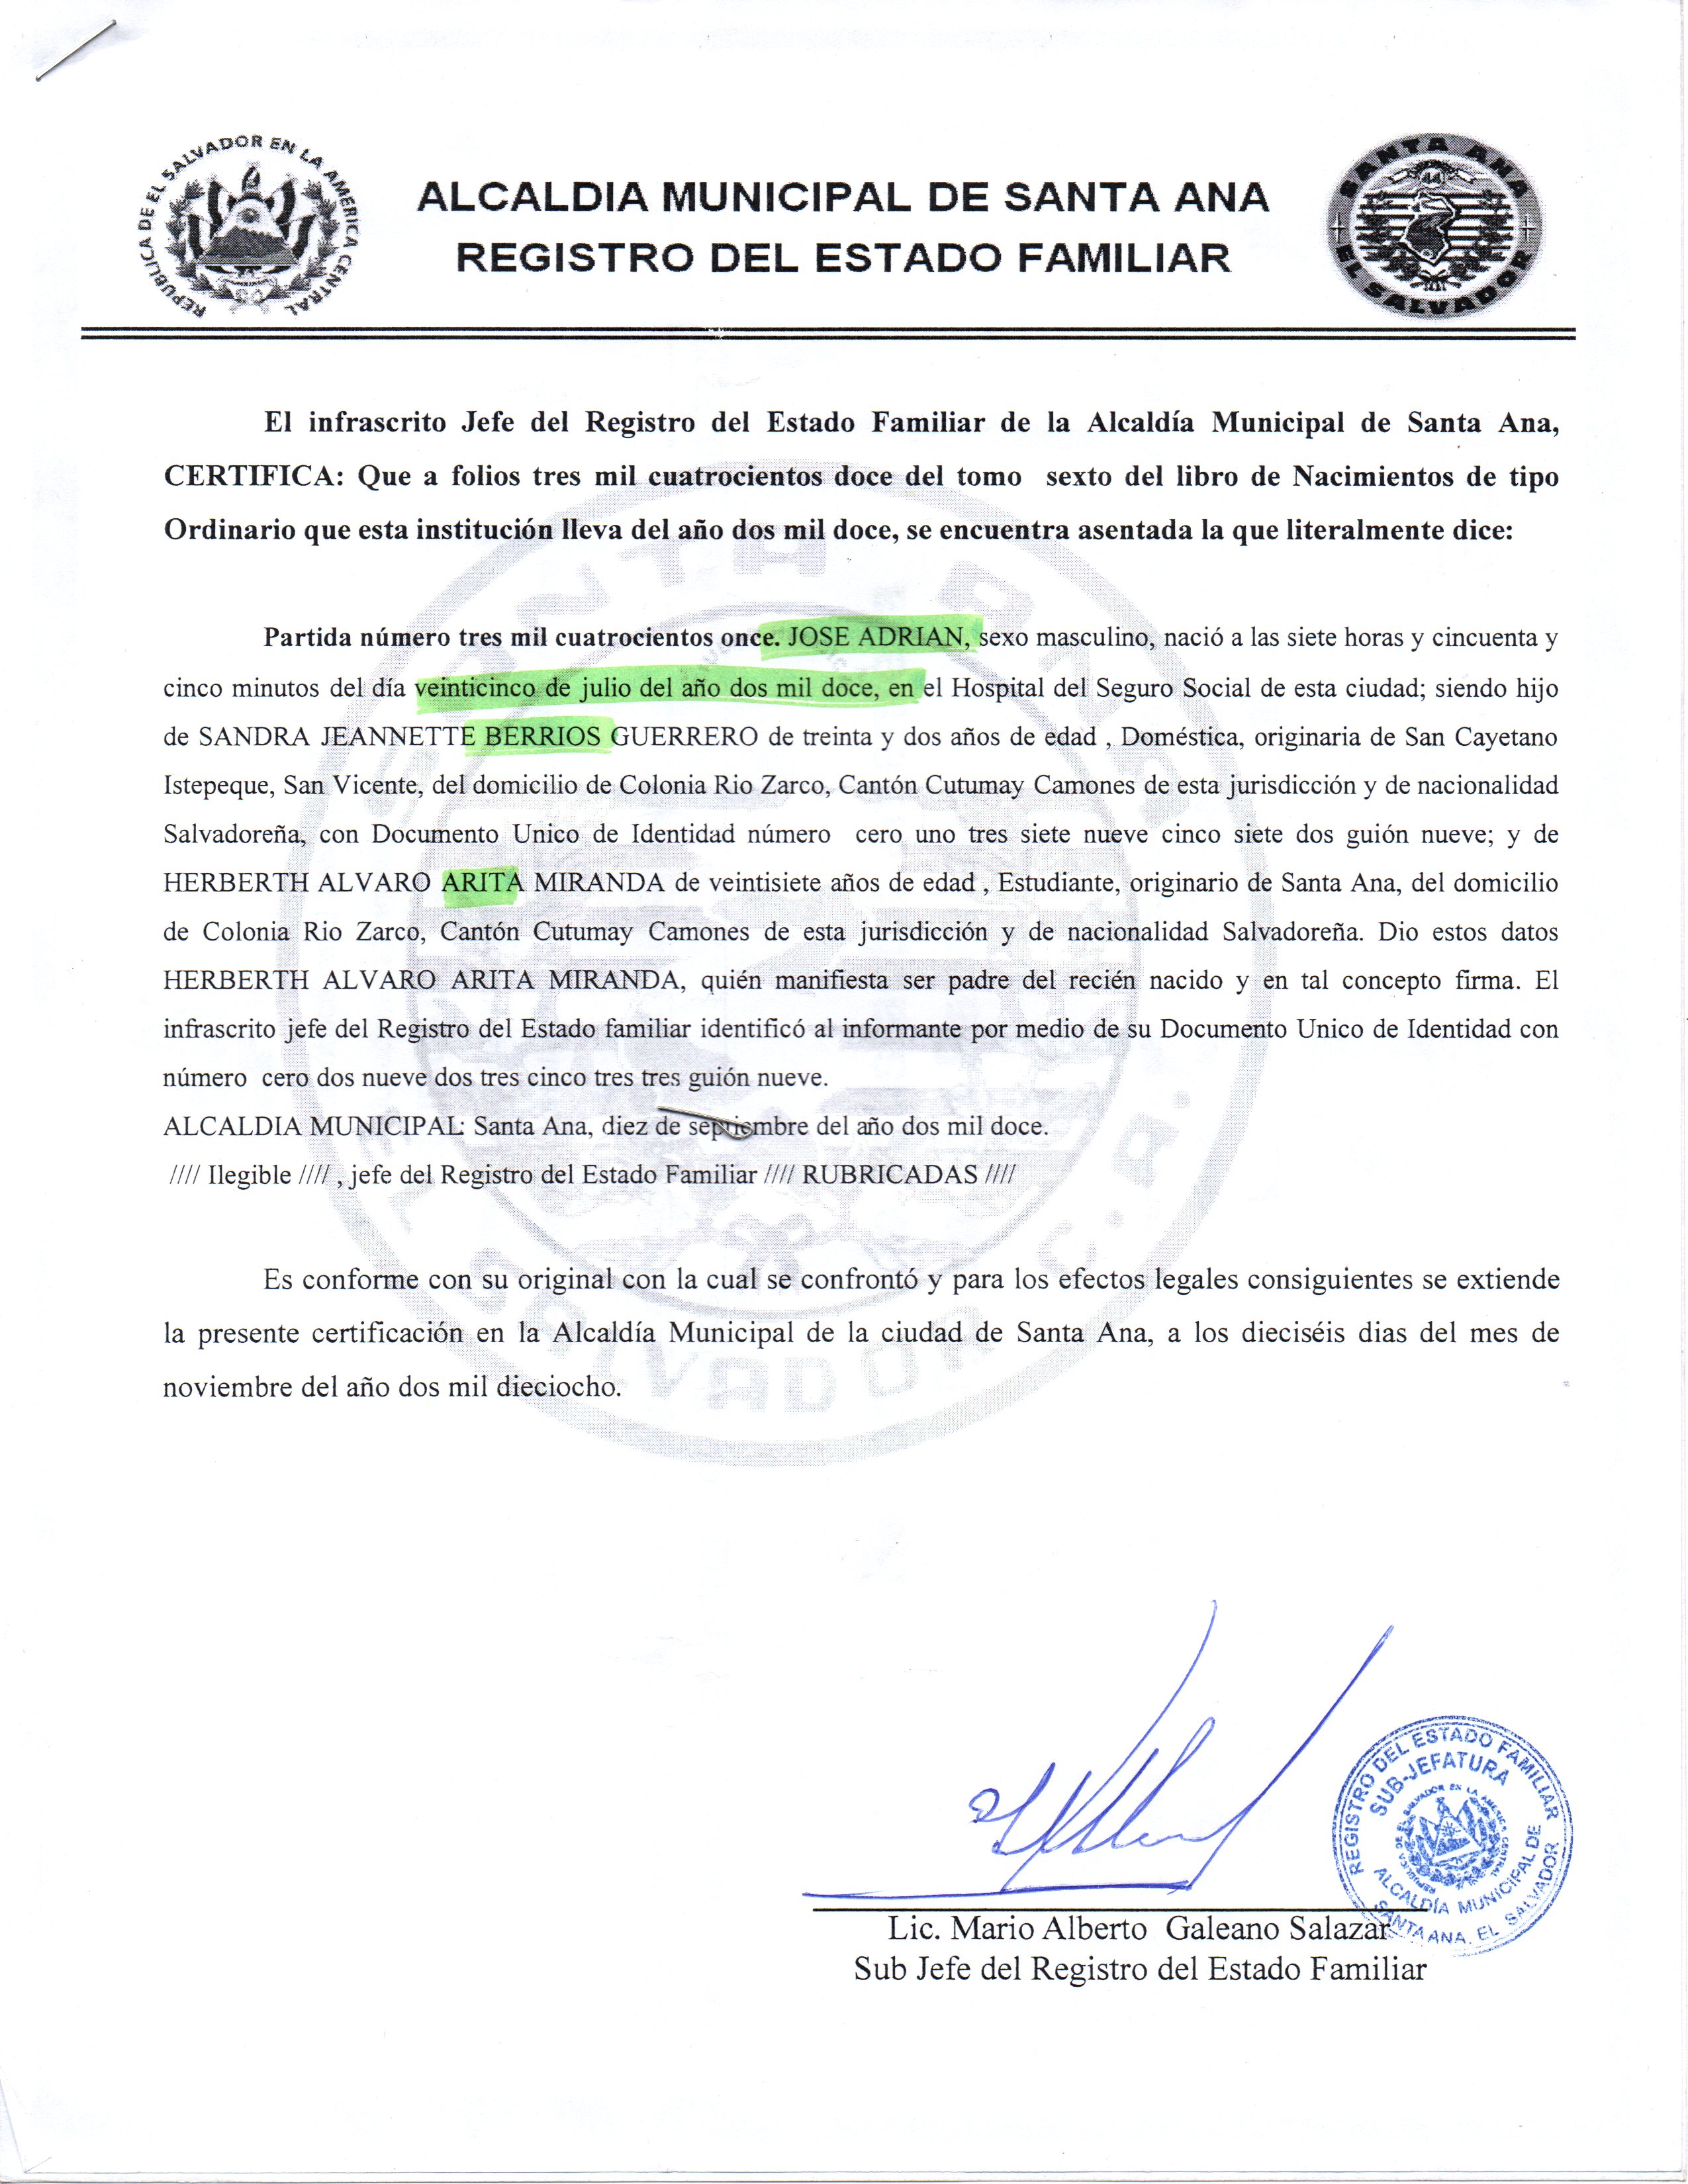 REPUBLICA DE EL SALVADOR EN LA AMERICA CENTRAL
ALCALDIA MUNICIPAL DE SANTA ANA
REGISTRO DEL ESTADO FAMILIAR
SANTA ANA
44
EL SALVADOR
El infrascrito Jefe del Registro del Estado Familiar de la Alcaldía Municipal de Santa Ana,
CERTIFICA: Que a folios tres mil cuatrocientos doce del tomo sexto del libro de Nacimientos de tipo
Ordinario que esta institución lleva del año dos mil doce, se encuentra asentada la que literalmente dice:
Partida número tres mil cuatrocientos once. JOSE ADRIAN, sexo masculino, nació a las siete horas y cincuenta y
cinco minutos del día veinticinco de julio del año dos mil doce, en el Hospital del Seguro Social de esta ciudad; siendo hijo
de SANDRA JEANNETTE BERRIOS GUERRERO de treinta y dos años de edad , Doméstica, originaria de San Cayetano
Istepeque, San Vicente, del domicilio de Colonia Rio Zarco, Cantón Cutumay Camones de esta jurisdicción y de nacionalidad
Salvadoreña, con Documento Unico de Identidad número cero uno tres siete nueve cinco siete dos guión nueve; y de
HERBERTH ALVARO ARITA MIRANDA de veintisiete años de edad , Estudiante, originario de Santa Ana, del domicilio
de Colonia Rio Zarco, Cantón Cutumay Camones de esta jurisdicción y de nacionalidad Salvadoreña. Dio estos datos
HERBERTH ALVARO ARITA MIRANDA, quién manifiesta ser padre del recién nacido y en tal concepto firma. El
infrascrito jefe del Registro del Estado familiar identificó al informante por medio de su Documento Unico de Identidad con
número cero dos nueve dos tres cinco tres tres guión nueve.
ALCALDIA MUNICIPAL: Santa Ana, diez de septiembre del año dos mil doce.
//// Ilegible //// , jefe del Registro del Estado Familiar //// RUBRICADAS ////
Es conforme con su original con la cual se confrontó y para los efectos legales consiguientes se extiende
la presente certificación en la Alcaldía Municipal de la ciudad de Santa Ana, a los dieciséis dias del mes de
noviembre del año dos mil dieciocho.
REGISTRO DEL ESTADO FAMILIAR
SUB-JEFATURA
ALCALDÍA MUNICIPAL DE
SANTA ANA, EL SALVADOR
Lic. Mario Alberto Galeano Salazar
Sub Jefe del Registro del Estado Familiar